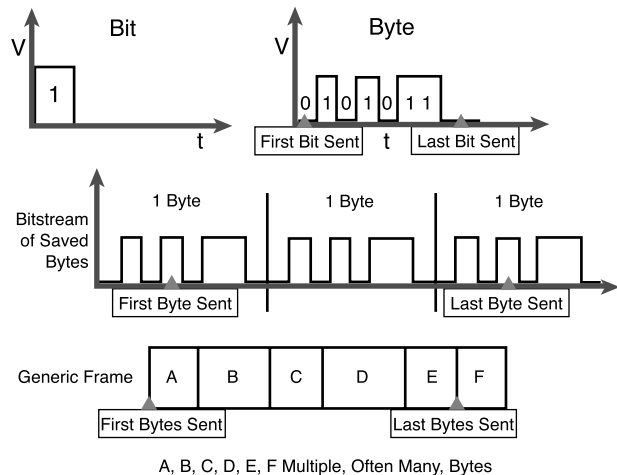 Bit
V
1
t
Byte
V
0 1 0 1 0 1 1
First Bit Sent
t
Last Bit Sent
Bitstream
of Saved
Bytes
1 Byte
1 Byte
1 Byte
First Byte Sent
Last Byte Sent
Generic Frame
A
B
C
D
E
F
First Bytes Sent
Last Bytes Sent
A, B, C, D, E, F Multiple, Often Many, Bytes